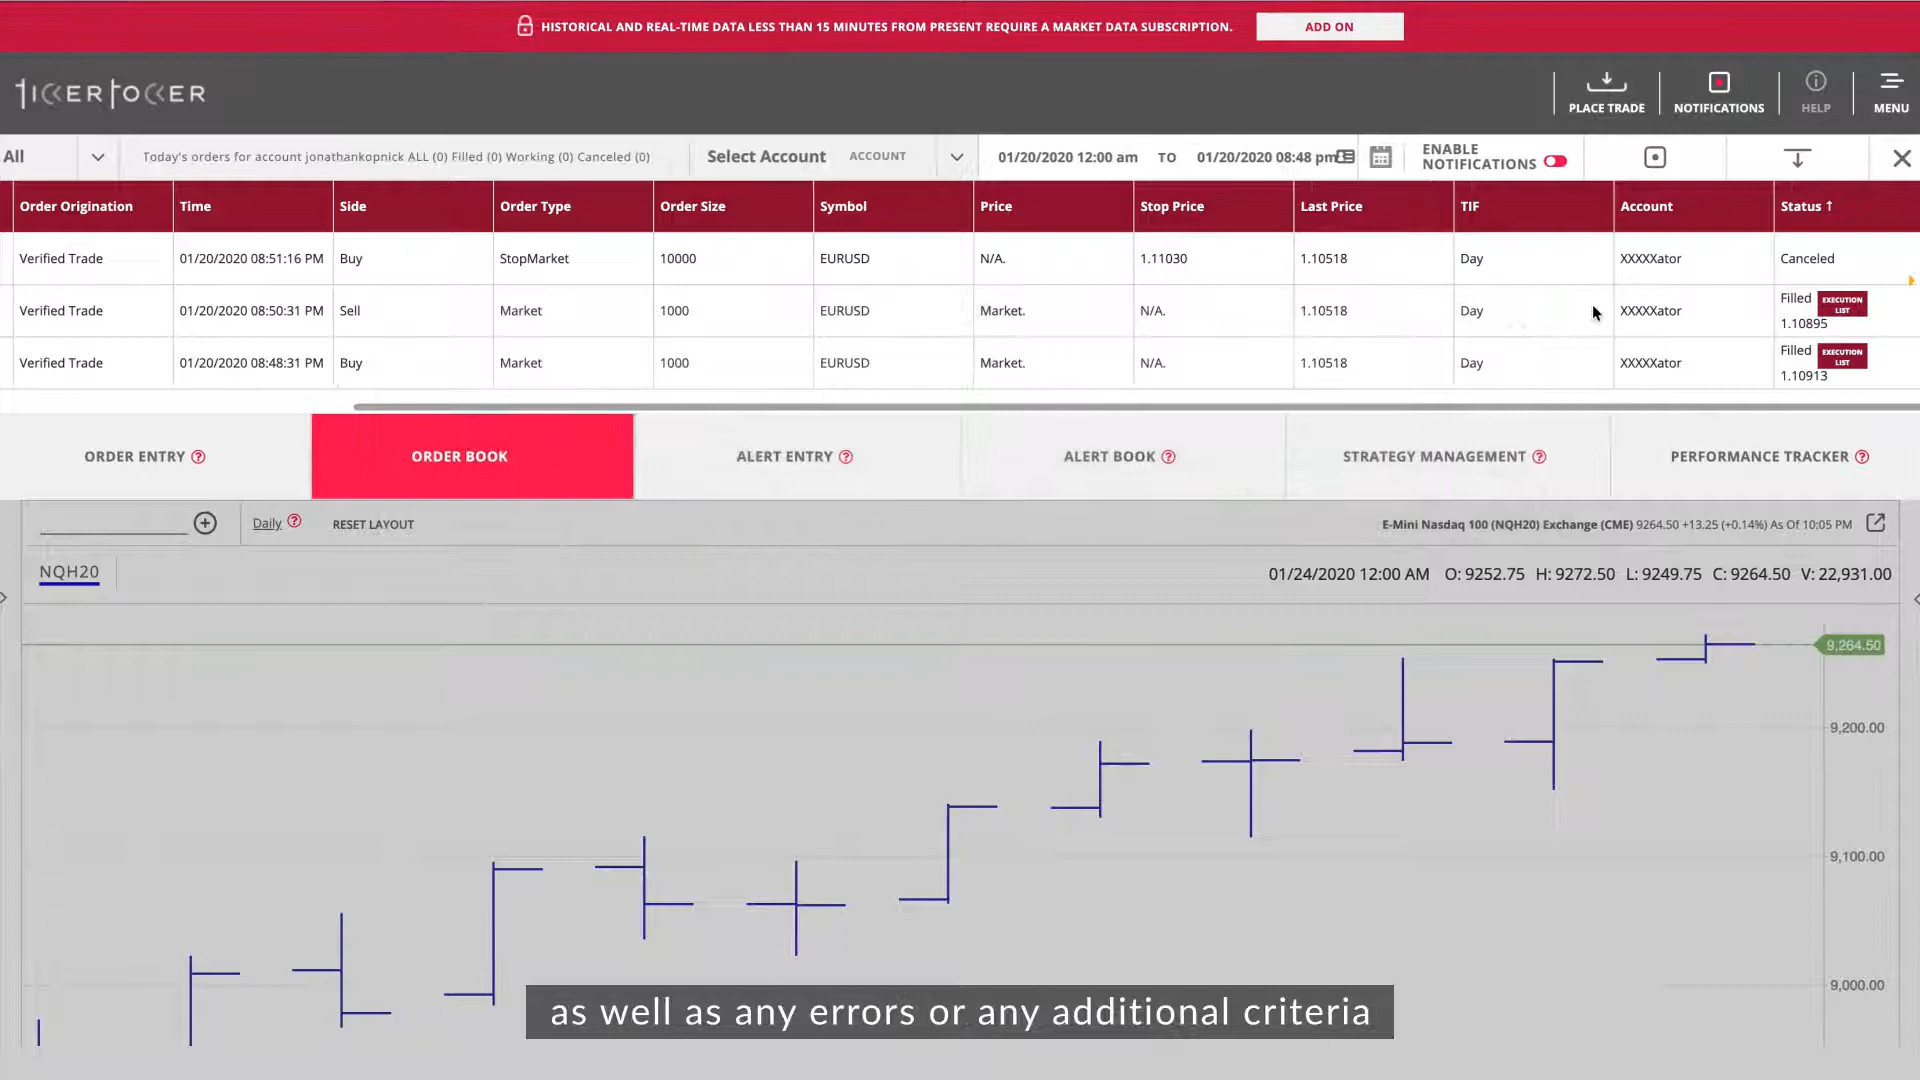 HISTORICAL AND REAL-TIME DATA LESS THAN 15 MINUTES FROM PRESENT REQUIRE A MARKET DATA SUBSCRIPTION. ADD ON
TICKERTOCKER
PLACE TRADE NOTIFICATIONS HELP MENU
All Today's orders for account jonathankopnick ALL (0) Filled (0) Working (0) Canceled (0) Select Account ACCOUNT 01/20/2020 12:00 am TO 01/20/2020 08:48 pm ENABLE NOTIFICATIONS
Order Origination Time Side Order Type Order Size Symbol Price Stop Price Last Price TIF Account Status ↑
Verified Trade 01/20/2020 08:51:16 PM Buy StopMarket 10000 EURUSD N/A. 1.11030 1.10518 Day XXXXXator Canceled
Verified Trade 01/20/2020 08:50:31 PM Sell Market 1000 EURUSD Market. N/A. 1.10518 Day XXXXXator Filled EXECUTION LIST 1.10895
Verified Trade 01/20/2020 08:48:31 PM Buy Market 1000 EURUSD Market. N/A. 1.10518 Day XXXXXator Filled EXECUTION LIST 1.10913
ORDER ENTRY ? ORDER BOOK ALERT ENTRY ? ALERT BOOK ? STRATEGY MANAGEMENT ? PERFORMANCE TRACKER ?
Daily ? RESET LAYOUT E-Mini Nasdaq 100 (NQH20) Exchange (CME) 9264.50 +13.25 (+0.14%) As Of 10:05 PM
NQH20 01/24/2020 12:00 AM O: 9252.75 H: 9272.50 L: 9249.75 C: 9264.50 V: 22,931.00
9,264.50
9,200.00
9,100.00
9,000.00
as well as any errors or any additional criteria